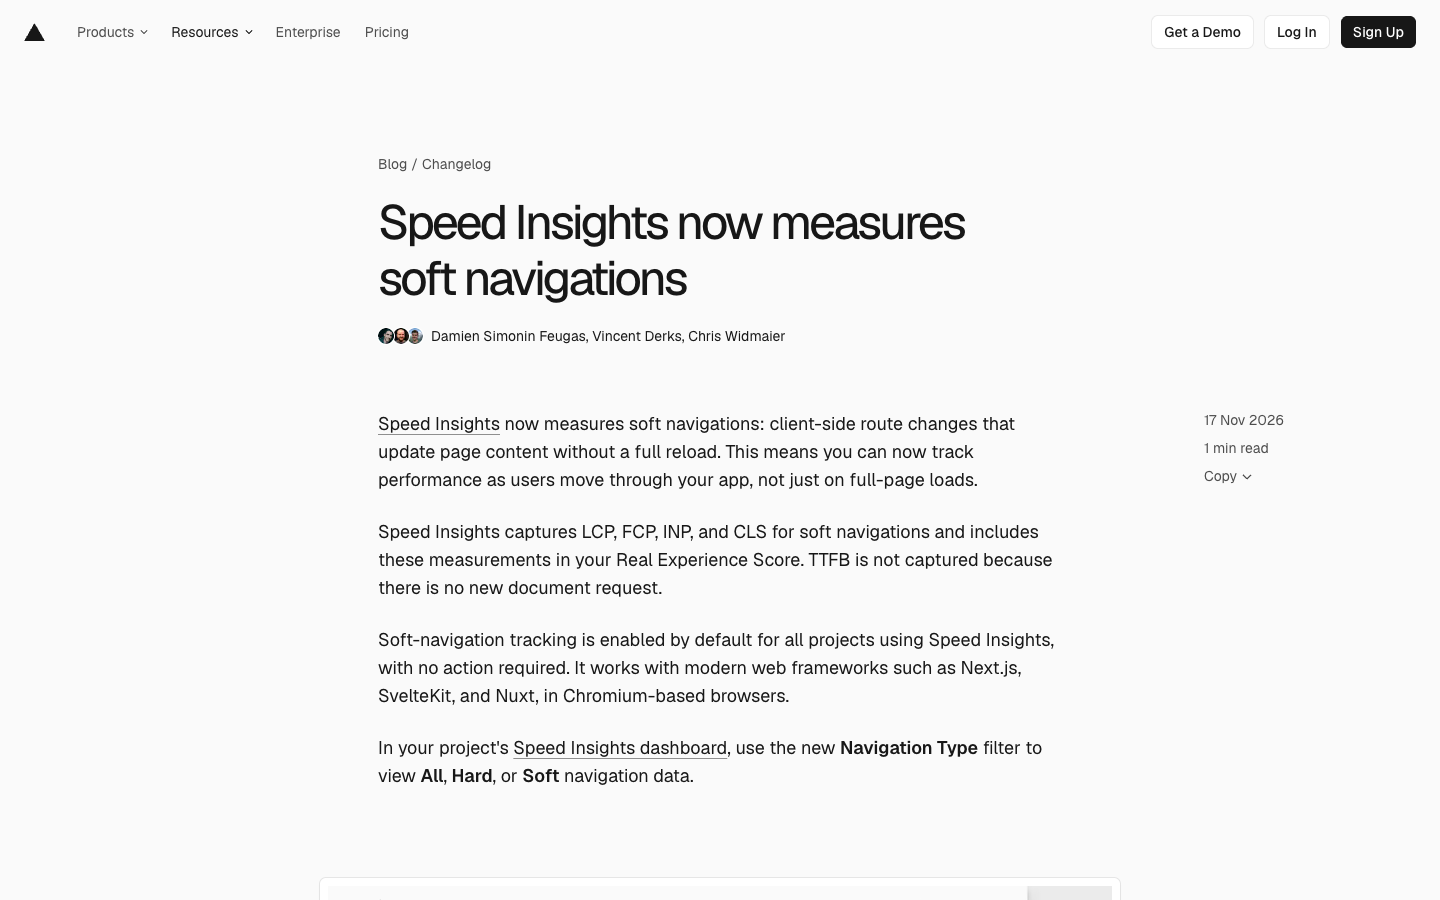 Products
Resources
Enterprise
Pricing
Get a Demo
Log In
Sign Up
Blog / Changelog
Speed Insights now measures
soft navigations
Damien Simonin Feugas, Vincent Derks, Chris Widmaier
Speed Insights now measures soft navigations: client-side route changes that
update page content without a full reload. This means you can now track
performance as users move through your app, not just on full-page loads.
Speed Insights captures LCP, FCP, INP, and CLS for soft navigations and includes
these measurements in your Real Experience Score. TTFB is not captured because
there is no new document request.
Soft-navigation tracking is enabled by default for all projects using Speed Insights,
with no action required. It works with modern web frameworks such as Next.js,
SvelteKit, and Nuxt, in Chromium-based browsers.
In your project's Speed Insights dashboard, use the new Navigation Type filter to
view All, Hard, or Soft navigation data.
17 Nov 2026
1 min read
Copy